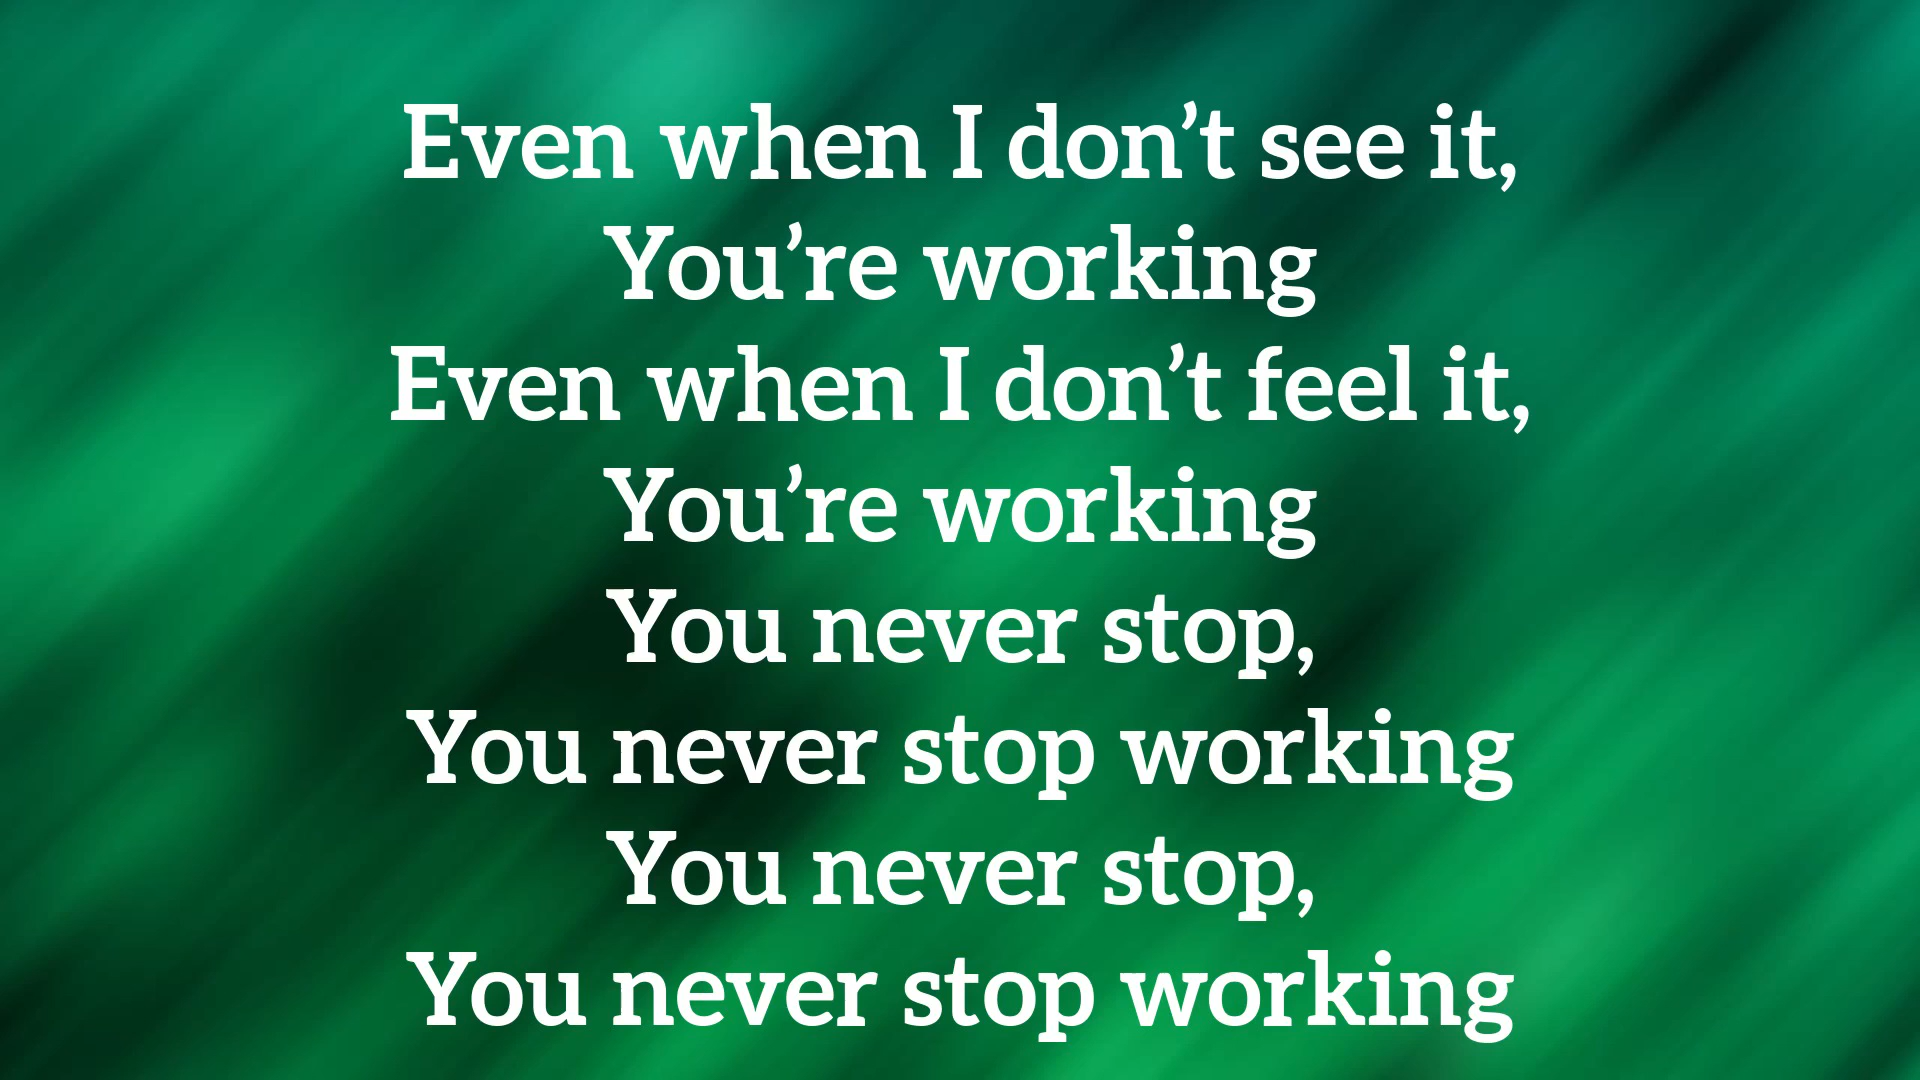 Even when I don’t see it,
You’re working
Even when I don’t feel it,
You’re working
You never stop,
You never stop working
You never stop,
You never stop working